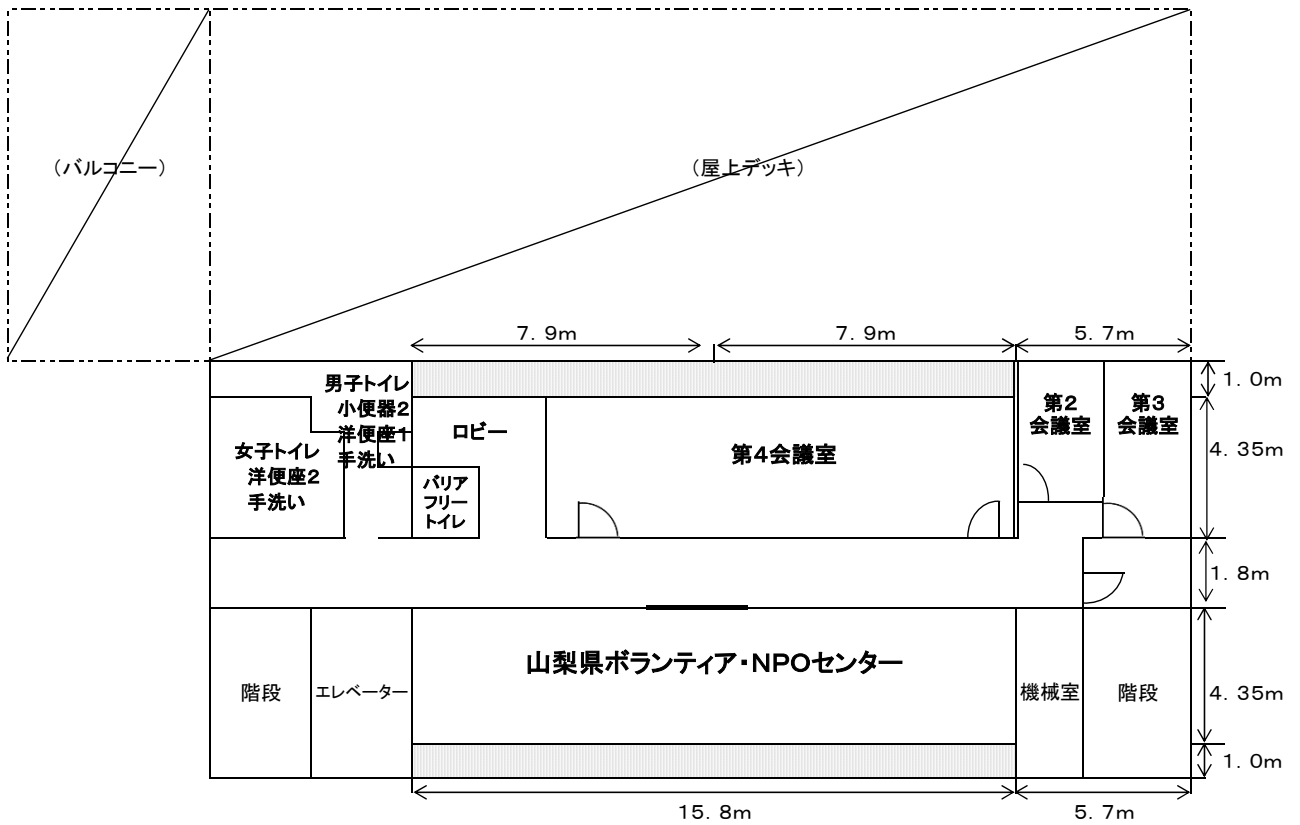 (バルコニー)
(屋上デッキ)
7.9m
7.9m
5.7m
1.0m
男子トイレ
小便器2
洋便座1
手洗い
女子トイレ
洋便座2
手洗い
ロビー
バリア
フリー
トイレ
第4会議室
第2
会議室
第3
会議室
4.35m
1.8m
山梨県ボランティア・NPOセンター
階段
エレベーター
機械室
階段
4.35m
1.0m
15.8m
5.7m